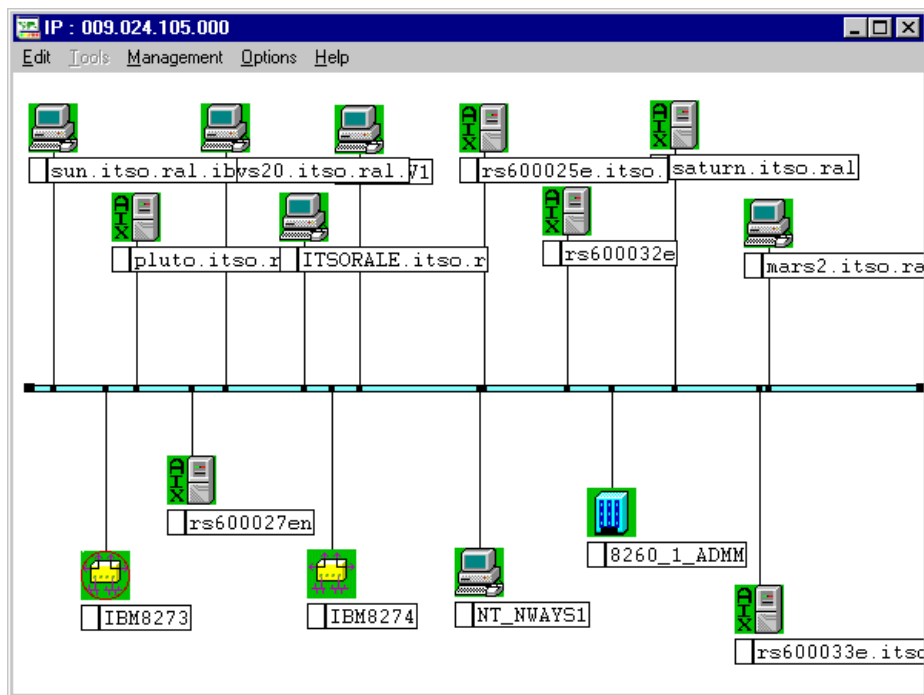 IP : 009.024.105.000
Edit Tools Management Options Help
AIX
AIX
sun.itso.ral.ib
vs20.itso.ral.
V1
rs600025e.itso.
saturn.itso.ral
AIX
AIX
pluto.itso.r
ITSORALE.itso.r
rs600032e
mars2.itso.ra
AIX
rs600027en
8260_1_ADMM
IBM8273
IBM8274
NT_NWAYS1
AIX
rs600033e.itso